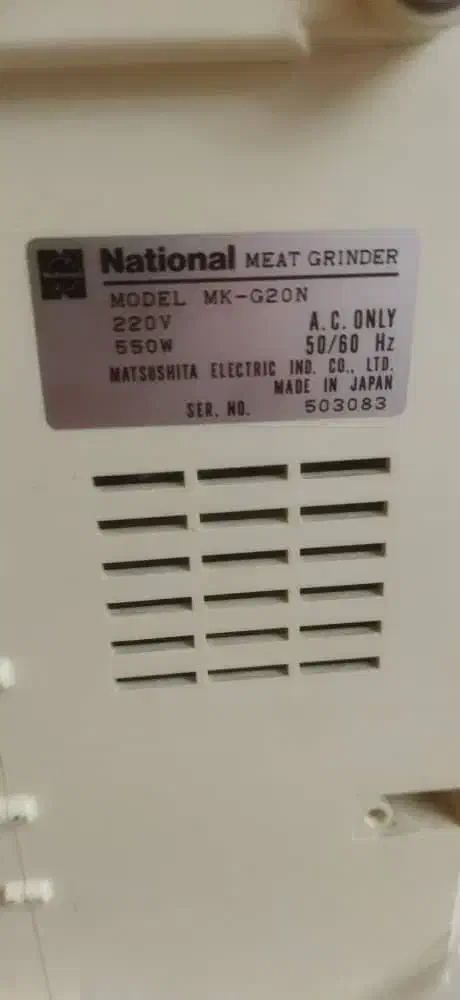 National MEAT GRINDER
MODEL MK-G20N
220V A.C. ONLY
550W 50/60 Hz
MATSUSHITA ELECTRIC IND. CO., LTD.
MADE IN JAPAN
SER. NO. 503083